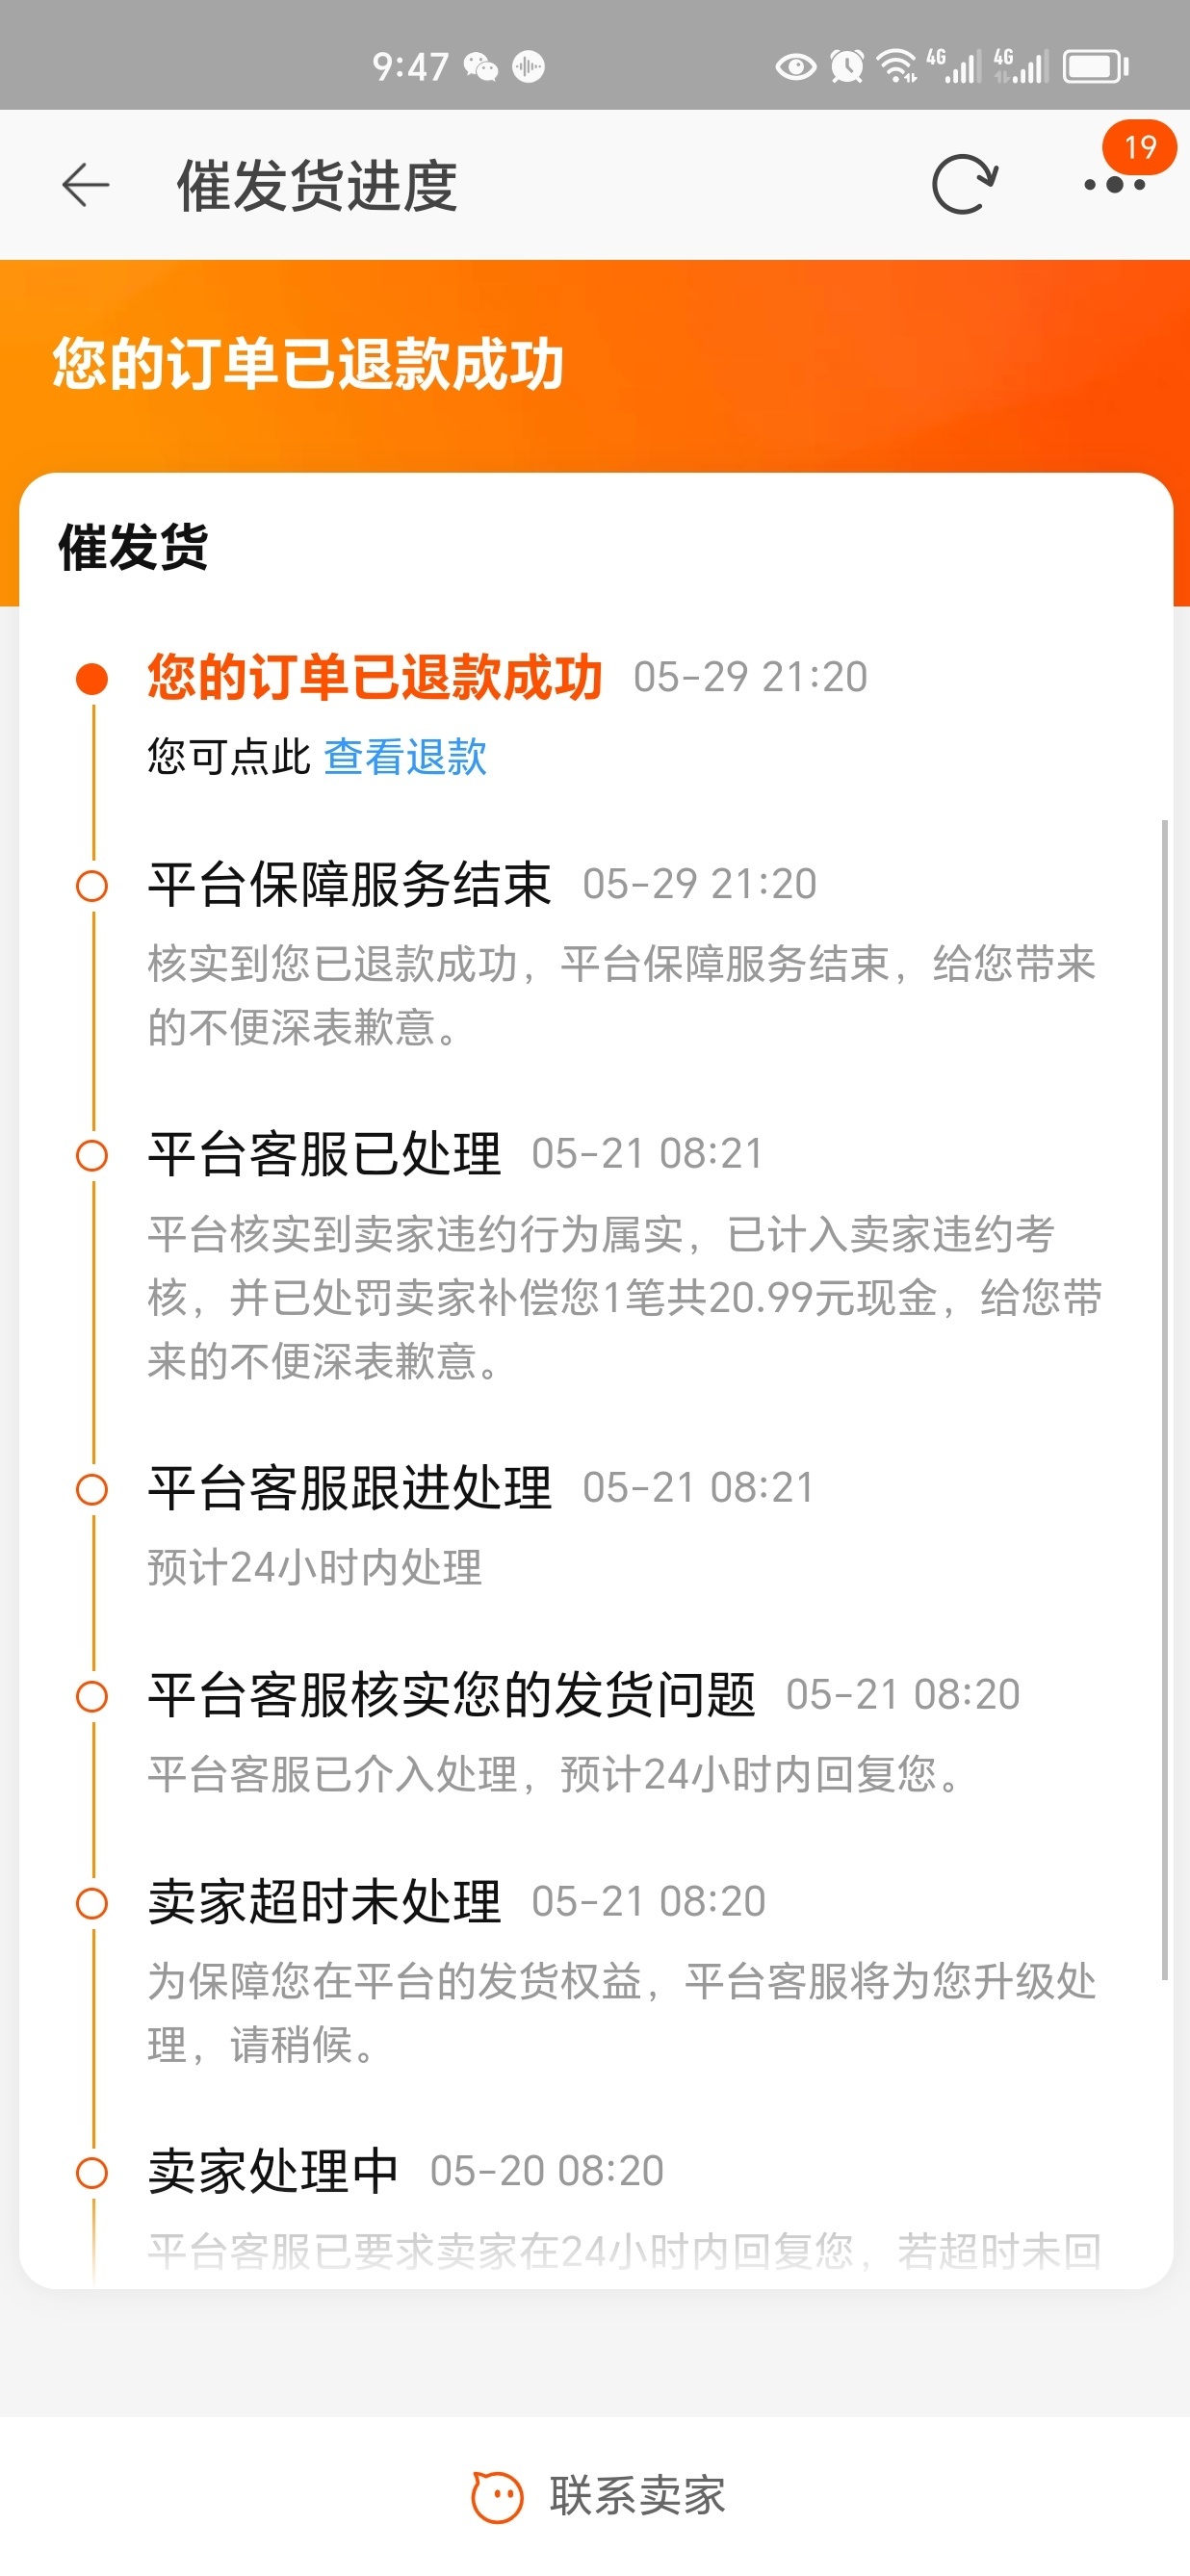 9:47
4G 4G
催发货进度
19
您的订单已退款成功
催发货
您的订单已退款成功 05-29 21:20
您可点此 查看退款
平台保障服务结束 05-29 21:20
核实到您已退款成功，平台保障服务结束，给您带来
的不便深表歉意。
平台客服已处理 05-21 08:21
平台核实到卖家违约行为属实，已计入卖家违约考
核，并已处罚卖家补偿您1笔共20.99元现金，给您带
来的不便深表歉意。
平台客服跟进处理 05-21 08:21
预计24小时内处理
平台客服核实您的发货问题 05-21 08:20
平台客服已介入处理，预计24小时内回复您。
卖家超时未处理 05-21 08:20
为保障您在平台的发货权益，平台客服将为您升级处
理，请稍候。
卖家处理中 05-20 08:20
平台客服已要求卖家在24小时内回复您，若超时未回
联系卖家